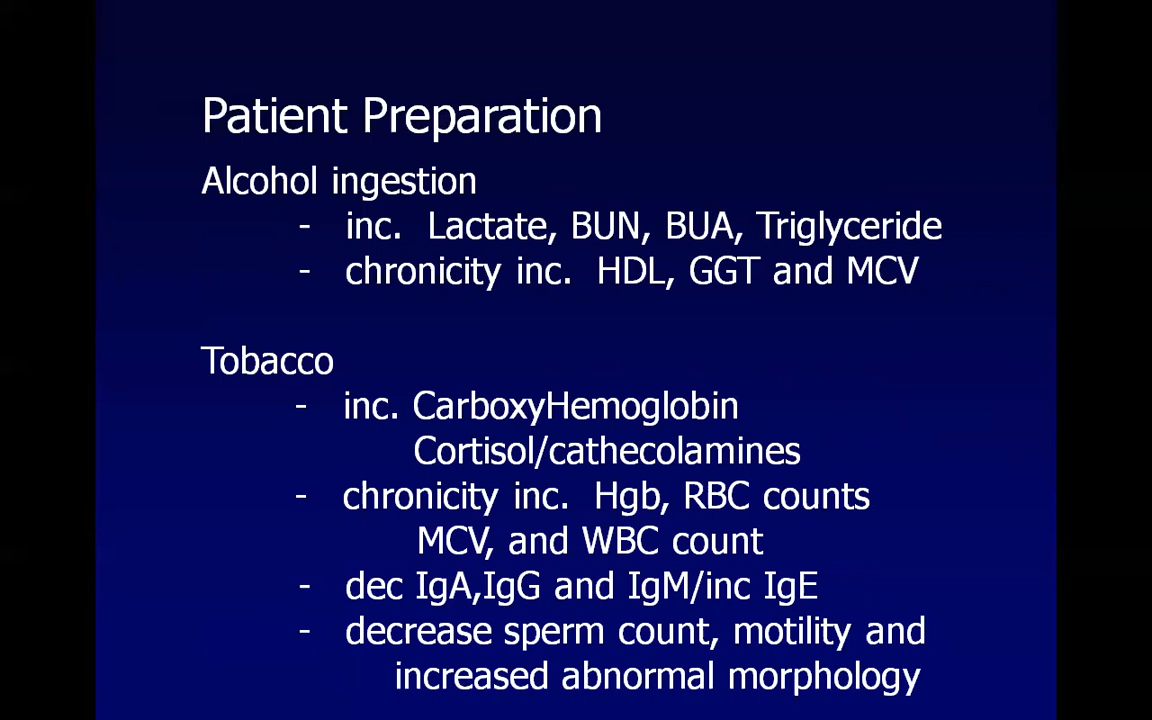 Patient Preparation
Alcohol ingestion
- inc. Lactate, BUN, BUA, Triglyceride
- chronicity inc. HDL, GGT and MCV
Tobacco
- inc. CarboxyHemoglobin
Cortisol/cathecolamines
- chronicity inc. Hgb, RBC counts
MCV, and WBC count
- dec IgA,IgG and IgM/inc IgE
- decrease sperm count, motility and
increased abnormal morphology